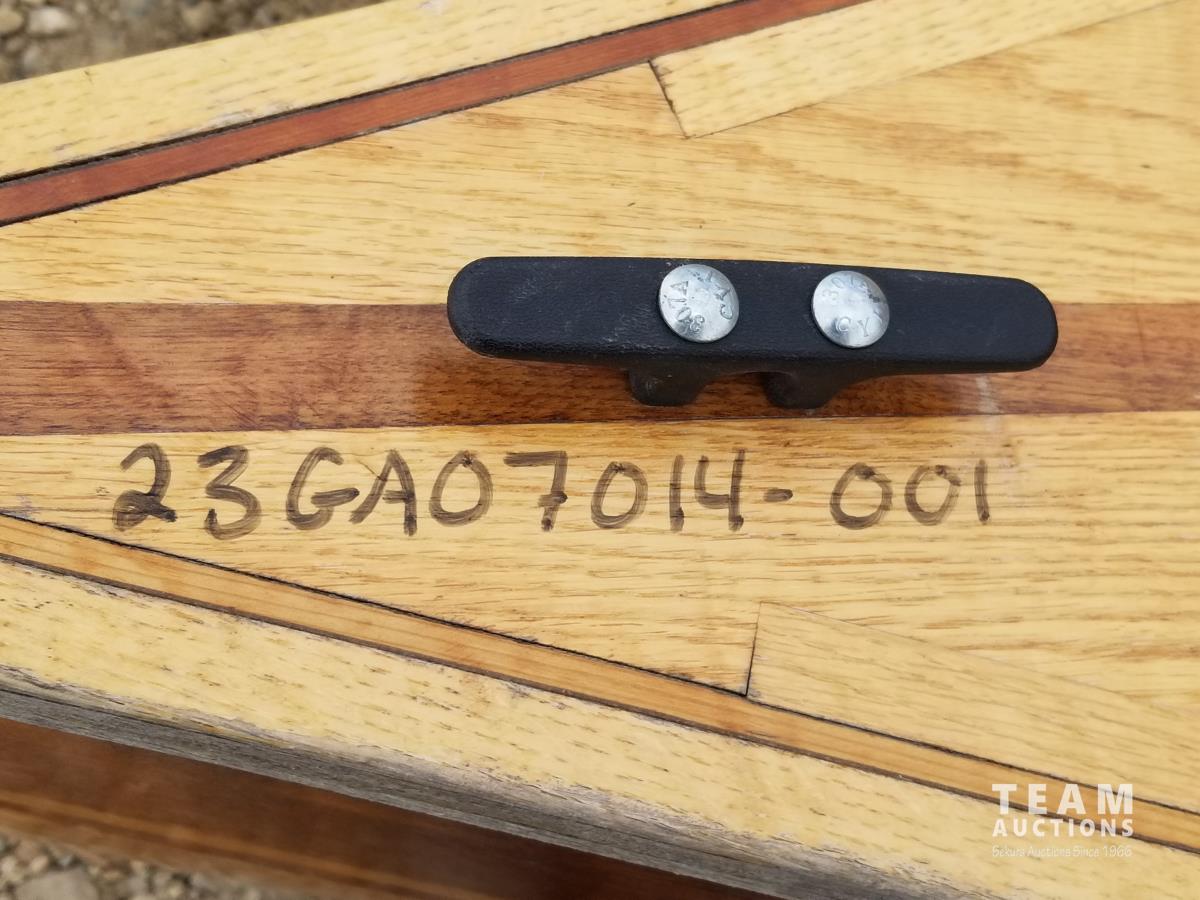 23GA07014-001
TEAM
AUCTIONS
Sekura Auctions Since 1966